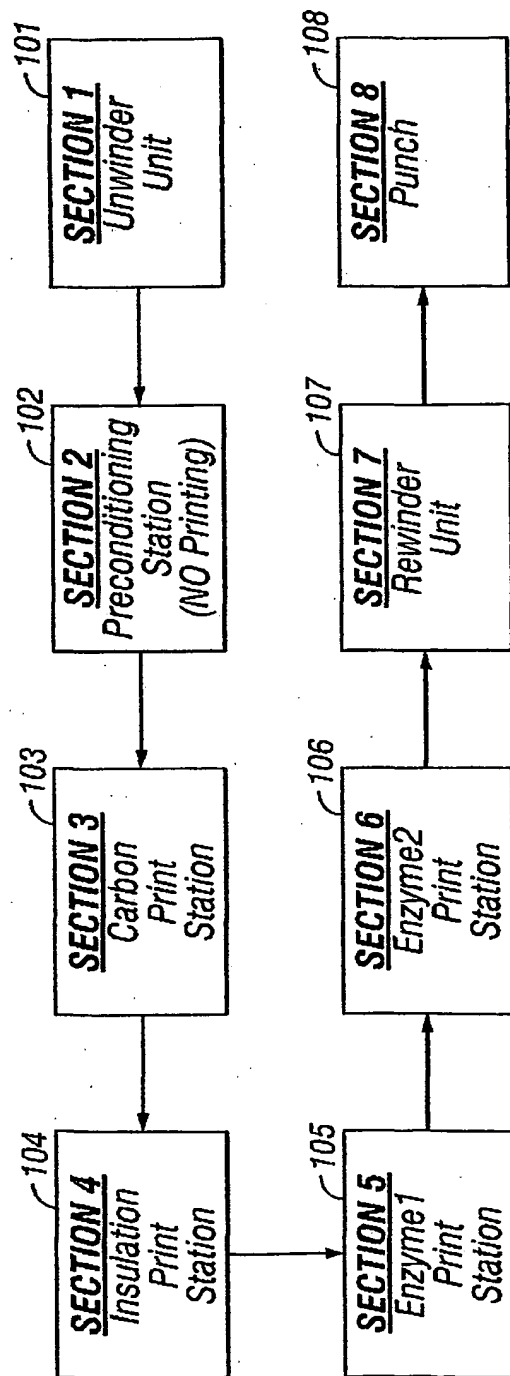 101
SECTION 1
Unwinder
Unit
102
SECTION 2
Preconditioning
Station
(NO Printing)
103
SECTION 3
Carbon
Print
Station
104
SECTION 4
Insulation
Print
Station
105
SECTION 5
Enzyme1
Print
Station
106
SECTION 6
Enzyme2
Print
Station
107
SECTION 7
Rewinder
Unit
108
SECTION 8
Punch